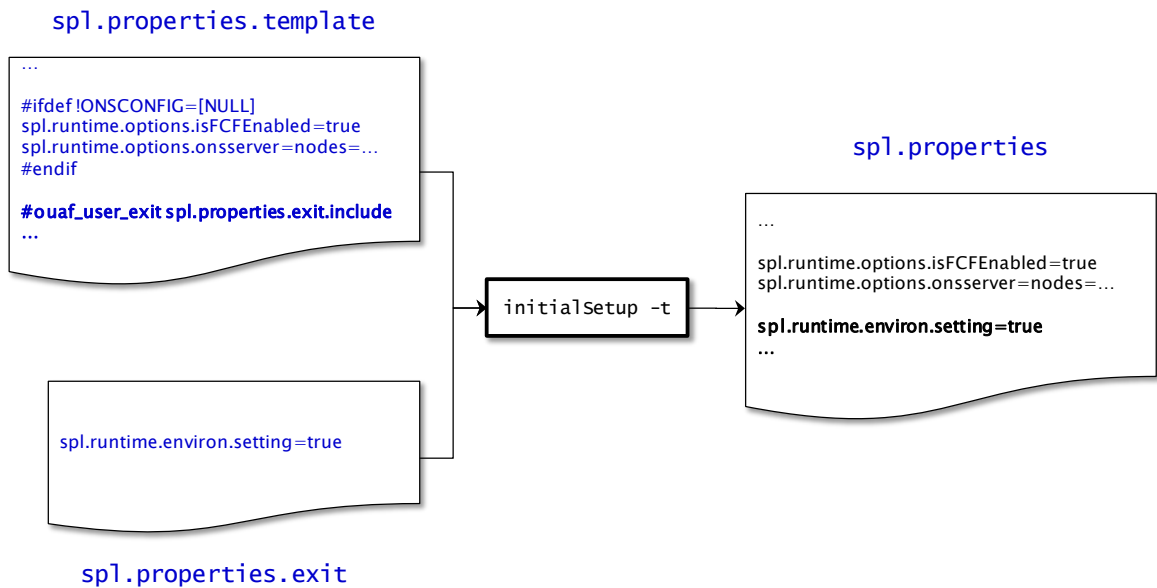 spl.properties.template
...
#ifdef !ONSCONFIG=[NULL]
spl.runtime.options.isFCFEnabled=true
spl.runtime.options.onsserver=nodes=...
#endif
#ouaf_user_exit spl.properties.exit.include
...
spl.runtime.environ.setting=true
spl.properties.exit
initialSetup -t
spl.properties
...
spl.runtime.options.isFCFEnabled=true
spl.runtime.options.onsserver=nodes=...
spl.runtime.environ.setting=true
...